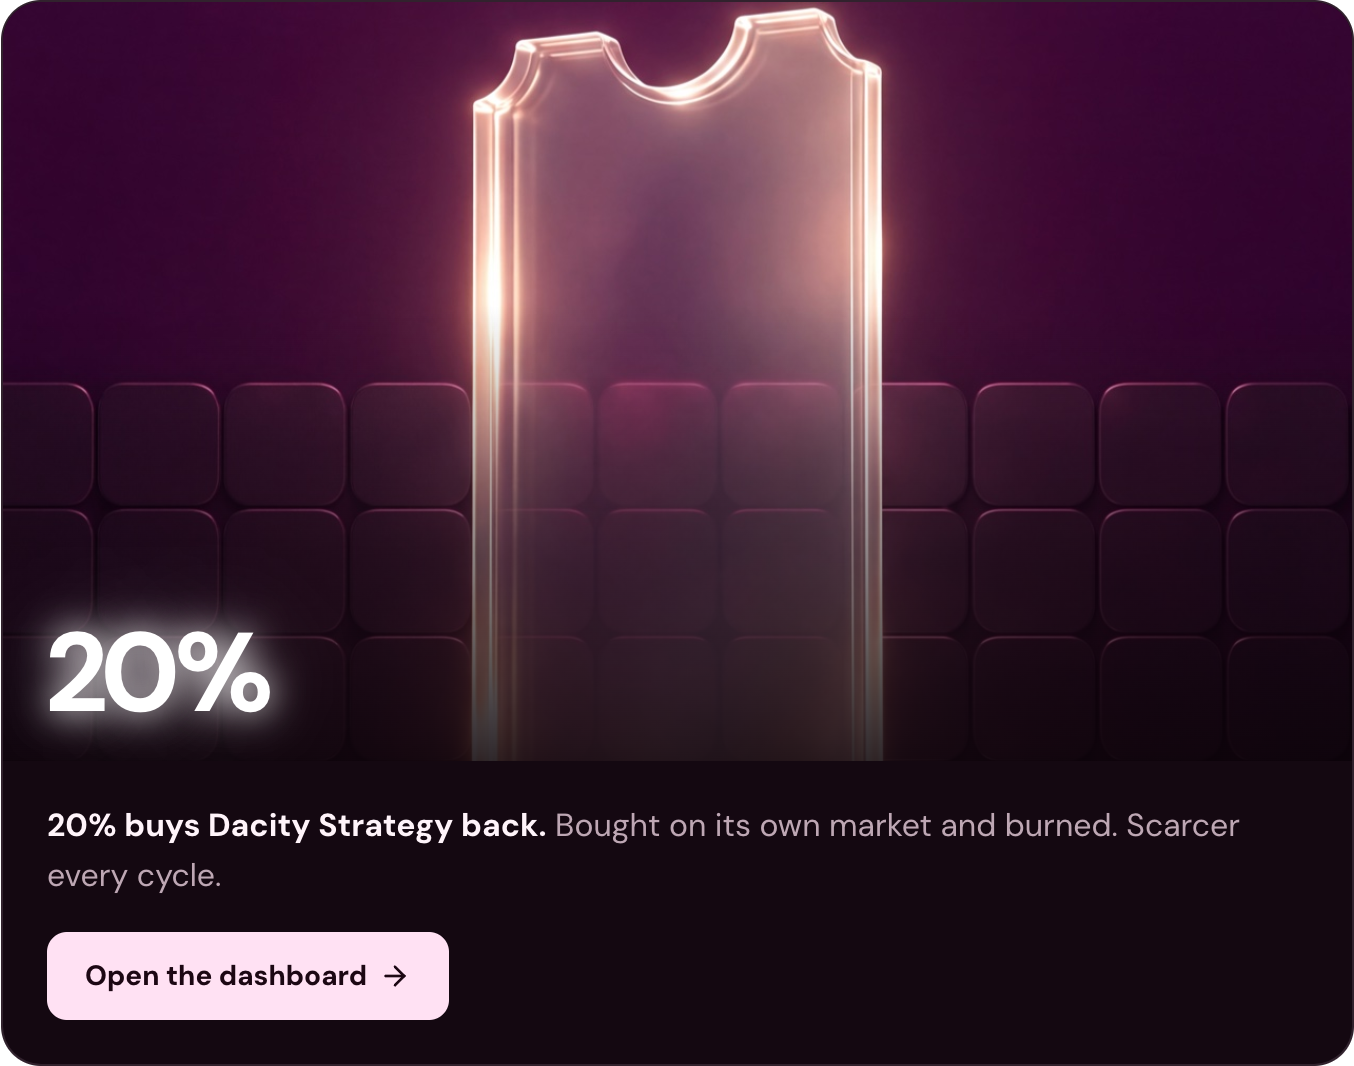 20%
20% buys Dacity Strategy back. Bought on its own market and burned. Scarcer
every cycle.
Open the dashboard →